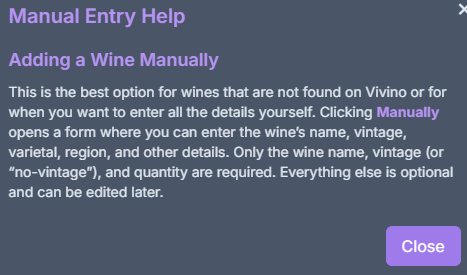 Manual Entry Help
Adding a Wine Manually
This is the best option for wines that are not found on Vivino or for
when you want to enter all the details yourself. Clicking Manually
opens a form where you can enter the wine’s name, vintage,
varietal, region, and other details. Only the wine name, vintage (or
“no-vintage”), and quantity are required. Everything else is optional
and can be edited later.
Close